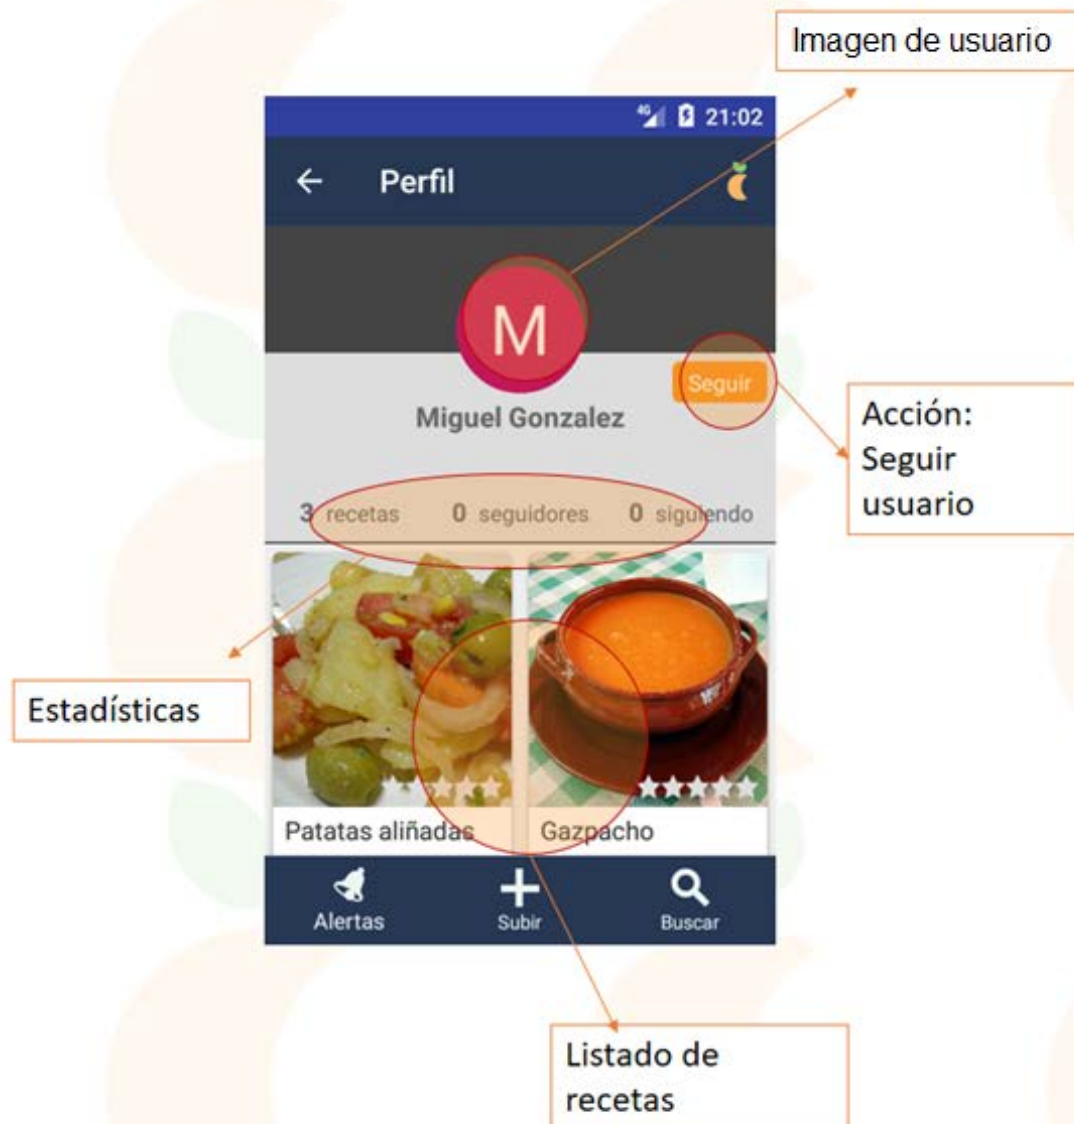 Imagen de usuario
4G 21:02
Perfil
M
Seguir
Miguel Gonzalez
Acción:
Seguir
usuario
3 recetas 0 seguidores 0 siguiendo
Estadísticas
Patatas aliñadas Gazpacho
Alertas Subir Buscar
Listado de
recetas